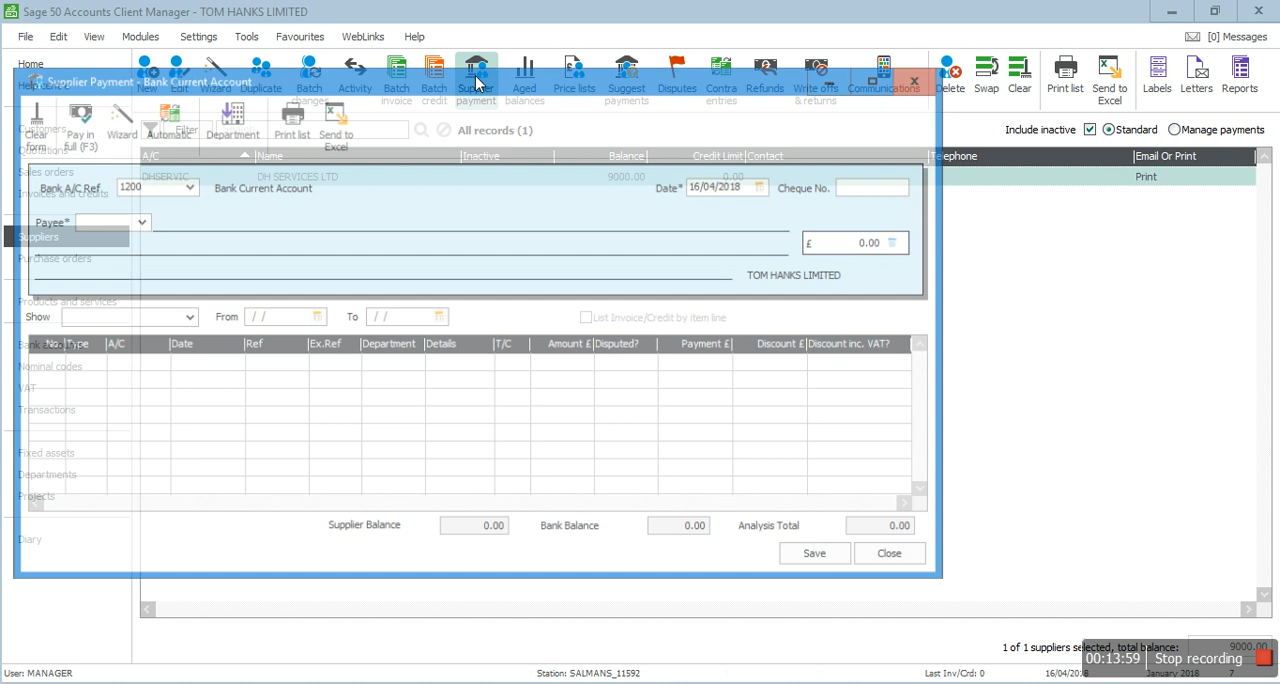 Sage 50 Accounts Client Manager - TOM HANKS LIMITED
File Edit View Modules Settings Tools Favourites WebLinks Help [0] Messages
Home
Supplier Payment - Bank Current Account
New Edit Wizard Duplicate Batch changes Activity Batch invoice Batch credit Supplier payment Aged balances Price lists Suggest payments Disputes Contra entries Refunds Write offs & returns Communications Delete Swap Clear Print list Send to Excel Labels Letters Reports
Clear form Pay in full (F3) Wizard Automatic Department Print list Send to Excel
Filter All records (1) Include inactive Standard Manage payments
Customers
Quotations
Sales orders
Invoices and credits
Suppliers
Purchase orders
Products and services
Nominal codes
VAT
Transactions
Fixed assets
Departments
Projects
Diary
A/C Name Inactive Balance Credit Limit Contact Telephone Email Or Print
DHSERVIC DH SERVICES LTD 9000.00 0.00 Print
Bank A/C Ref. 1200 Bank Current Account Date* 16/04/2018 Cheque No.
Payee*
£ 0.00
TOM HANKS LIMITED
Show From / / To / / List Invoice/Credit by item line
No. Type A/C Date Ref Ex.Ref Department Details T/C Amount £ Disputed? Payment £ Discount £ Discount inc. VAT?
Supplier Balance 0.00 Bank Balance 0.00 Analysis Total 0.00
Save Close
1 of 1 suppliers selected, total balance: 9000.00
00:13:59 Stop recording
User: MANAGER Station: SALMANS_11592 Last Inv/Crd: 0 16/04/2018 January 2018 7